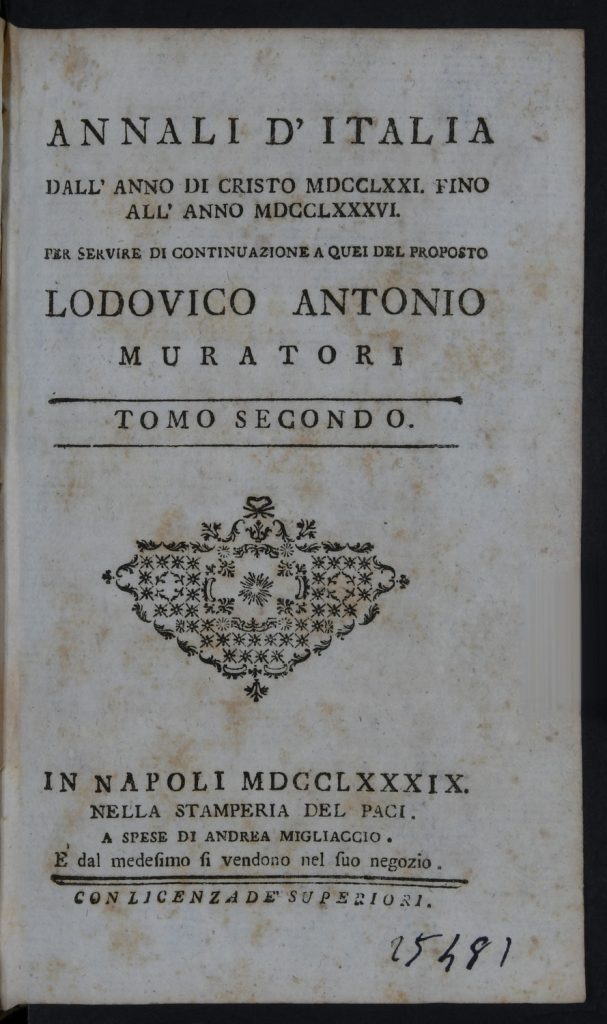 ANNALI D'ITALIA
DALL' ANNO DI CRISTO MDCCLXXI. FINO
ALL' ANNO MDCCLXXXVI.
PER SERVIRE DI CONTINUAZIONE A QUEI DEL PROPOSTO
LODOVICO ANTONIO
MURATORI
TOMO SECONDO.
IN NAPOLI MDCCLXXXIX.
NELLA STAMPERIA DEL PACI.
A SPESE DI ANDREA MIGLIACCIO.
E dal medesimo si vendono nel suo negozio.
CON LICENZA DE' SUPERIORI.
25481